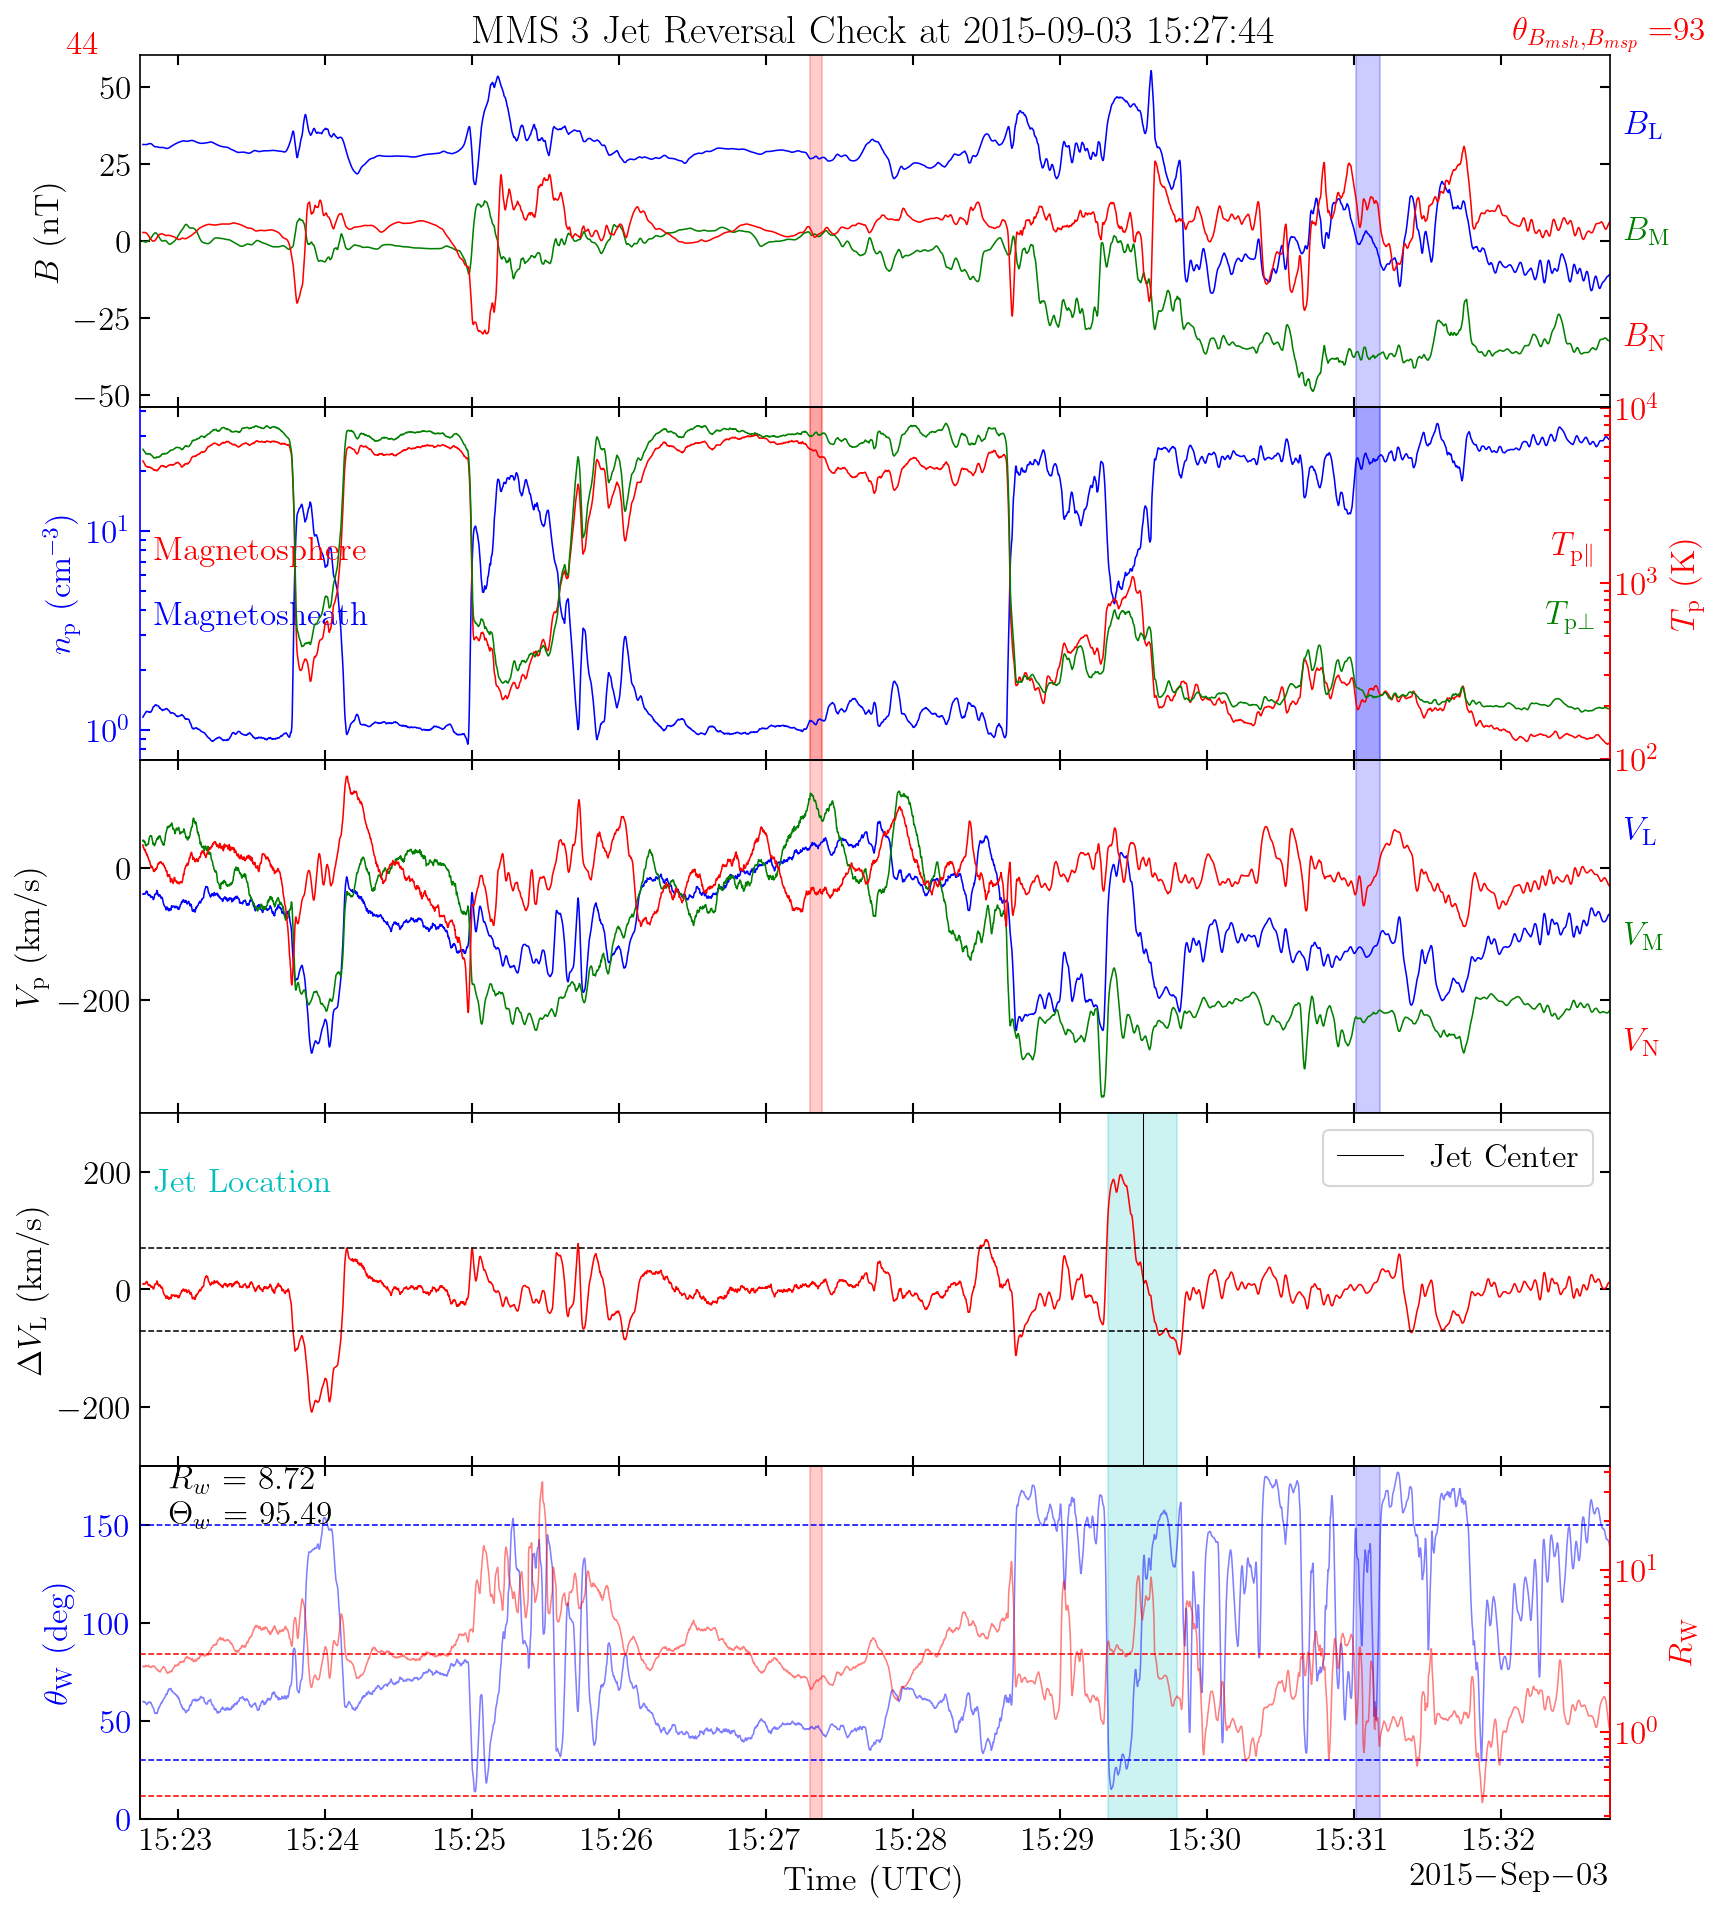 MMS 3 Jet Reversal Check at 2015-09-03 15:27:44
44
θ_{B_{msh},B_{msp}} =93
50
25
0
−25
−50
B (nT)
B_L
B_M
B_N
10^1
10^0
n_p (cm^{−3})
Magnetosphere
Magnetosheath
T_{p∥}
T_{p⊥}
10^4
10^3
10^2
T_p (K)
0
−200
V_p (km/s)
V_L
V_M
V_N
200
0
−200
ΔV_L (km/s)
Jet Location
Jet Center
R_w = 8.72
Θ_w = 95.49
150
100
50
0
θ_W (deg)
10^1
10^0
R_W
15:23 15:24 15:25 15:26 15:27 15:28 15:29 15:30 15:31 15:32
Time (UTC)
2015−Sep−03